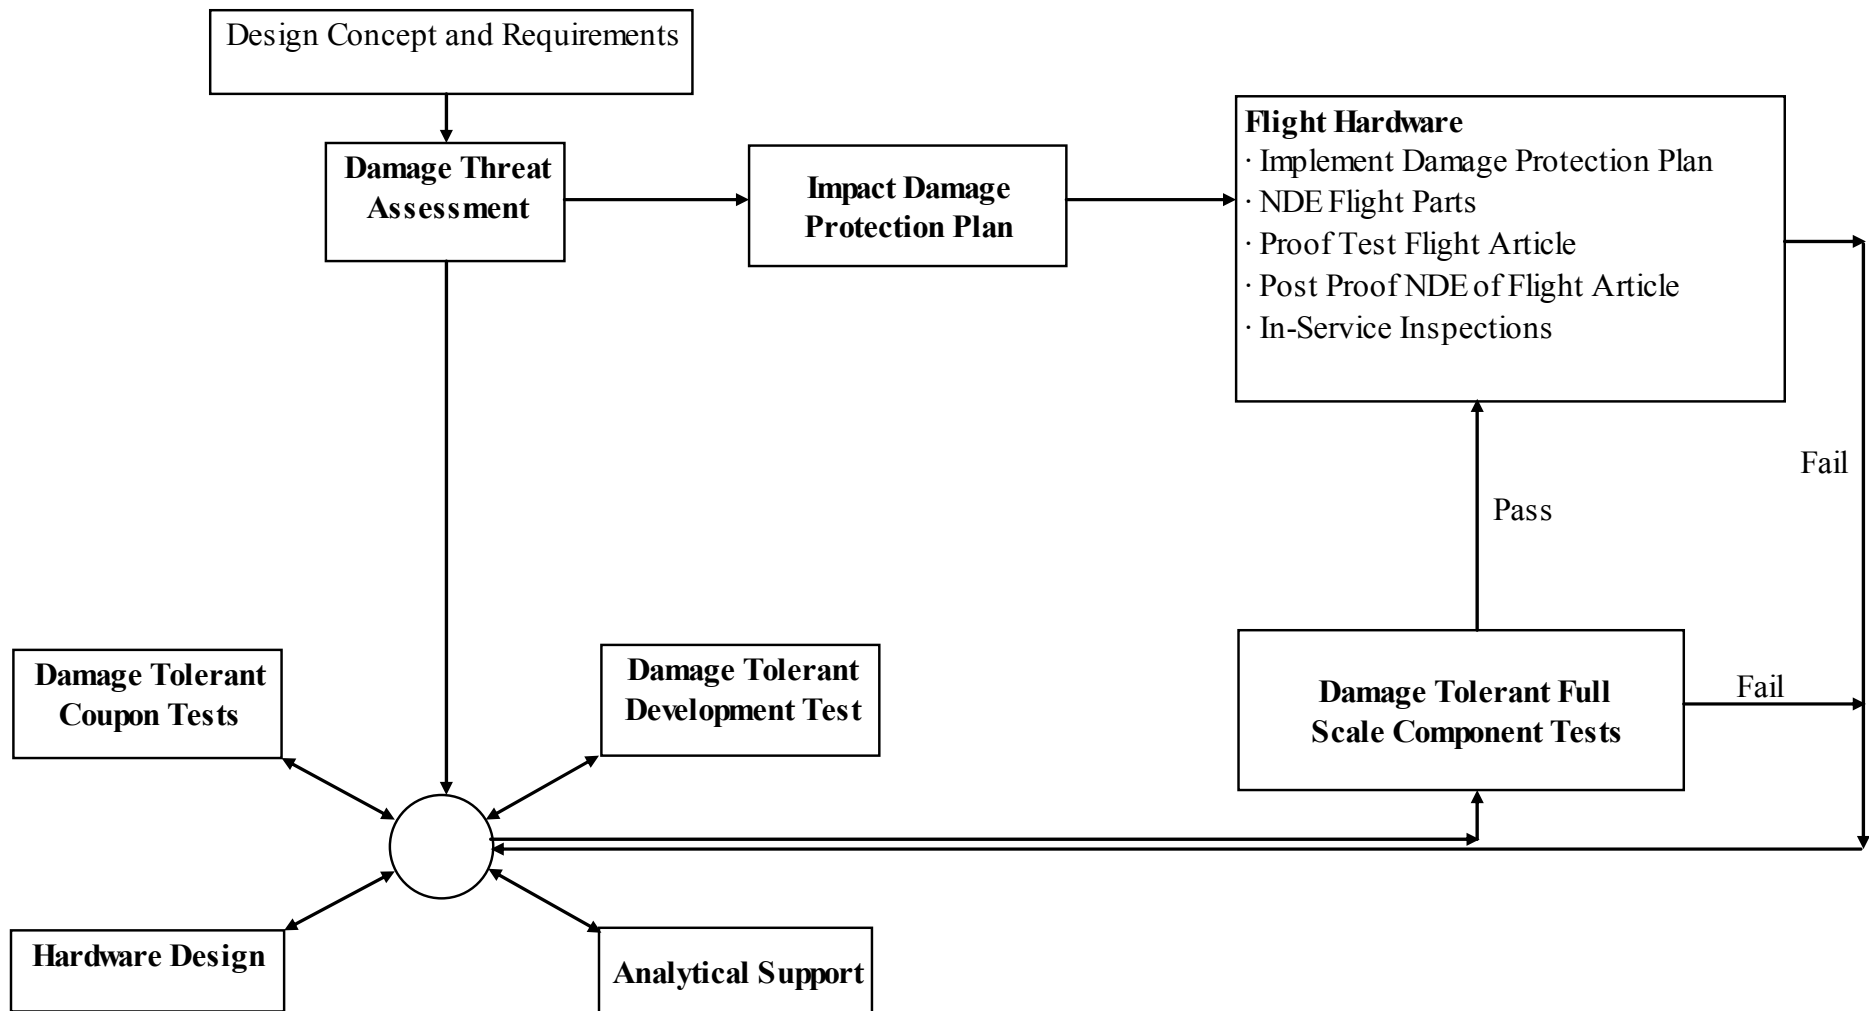 Design Concept and Requirements
Damage Threat
Assessment
Impact Damage
Protection Plan
Flight Hardware
· Implement Damage Protection Plan
· NDE Flight Parts
· Proof Test Flight Article
· Post Proof NDE of Flight Article
· In-Service Inspections
Fail
Pass
Damage Tolerant
Coupon Tests
Damage Tolerant
Development Test
Damage Tolerant Full
Scale Component Tests
Fail
Hardware Design
Analytical Support